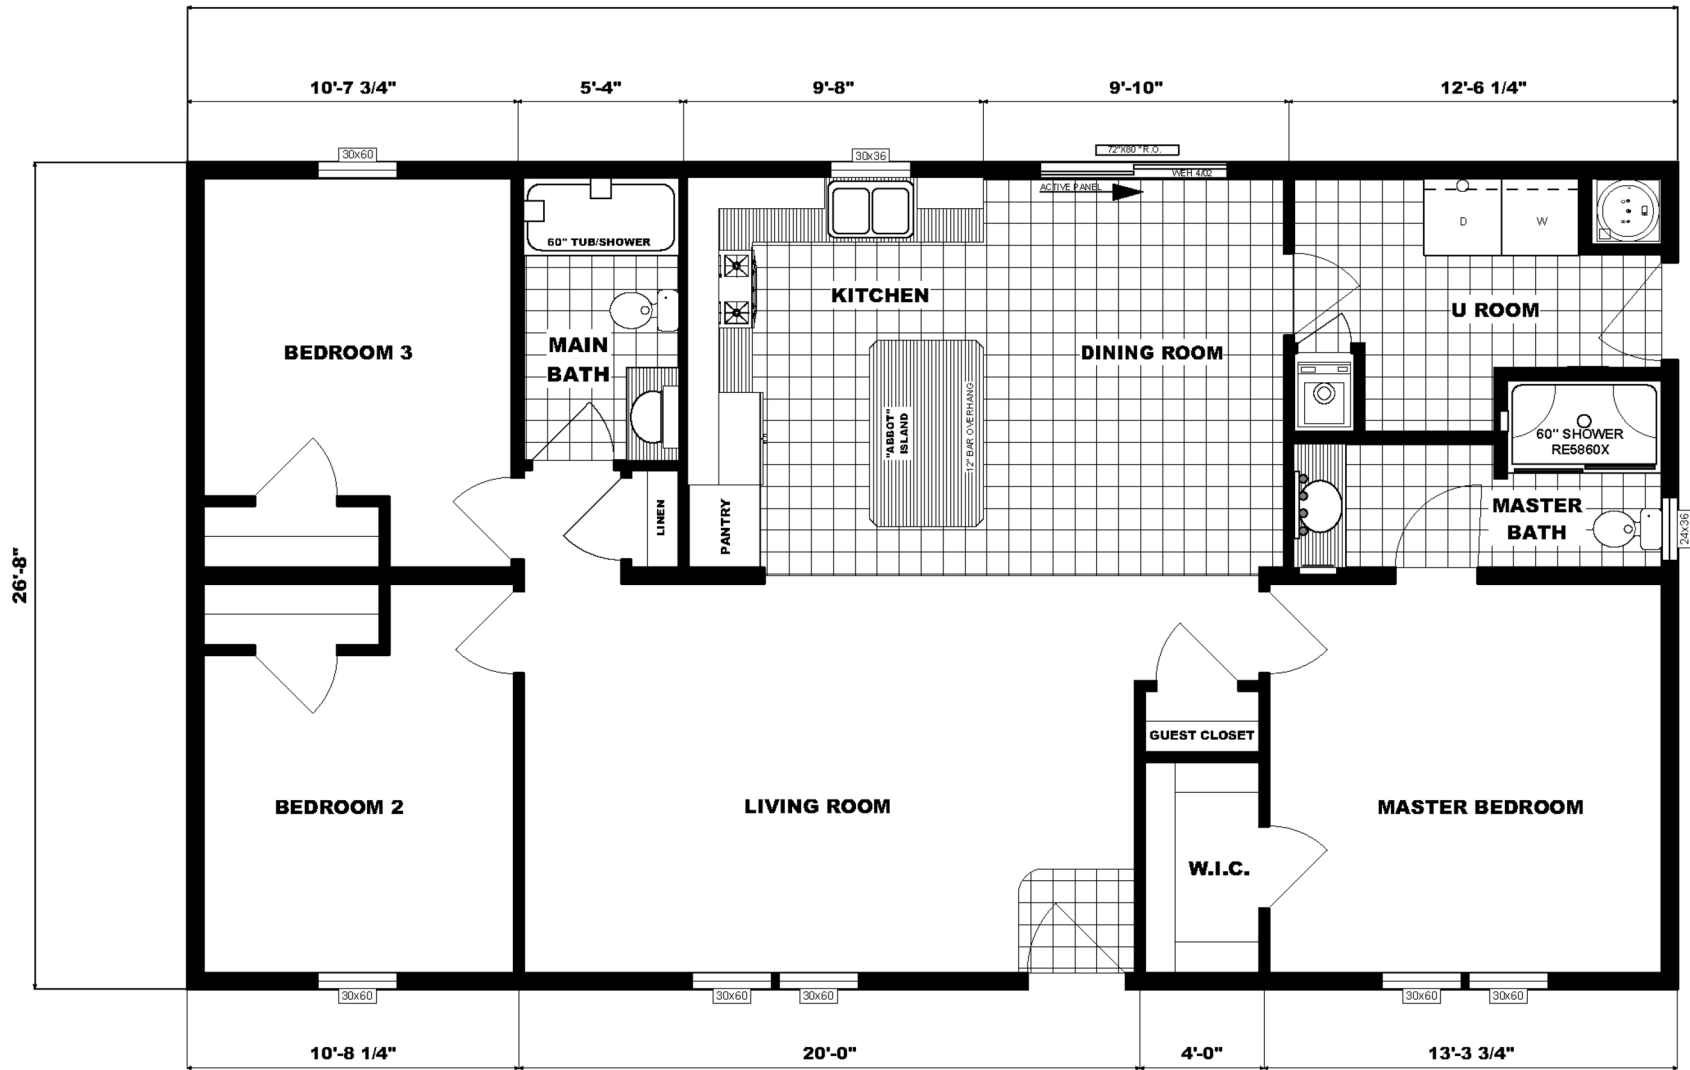 10'-7 3/4"
5'-4"
9'-8"
9'-10"
12'-6 1/4"
30x60
30x36
72"X80" R.O.
WEH 4/02
ACTIVE PANEL
D
W
60" TUB/SHOWER
KITCHEN
U ROOM
BEDROOM 3
MAIN
BATH
DINING ROOM
"ABBOT"
ISLAND
12" BAR OVERHANG
60" SHOWER
RE5860X
LINEN
PANTRY
MASTER
BATH
24x36
26'-8"
GUEST CLOSET
BEDROOM 2
LIVING ROOM
MASTER BEDROOM
W.I.C.
30x60
30x60
30x60
30x60
30x60
10'-8 1/4"
20'-0"
4'-0"
13'-3 3/4"